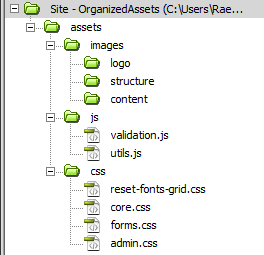 Site - OrganizedAssets (C:\Users\Rae...
assets
images
logo
structure
content
js
validation.js
utils.js
css
reset-fonts-grid.css
core.css
forms.css
admin.css